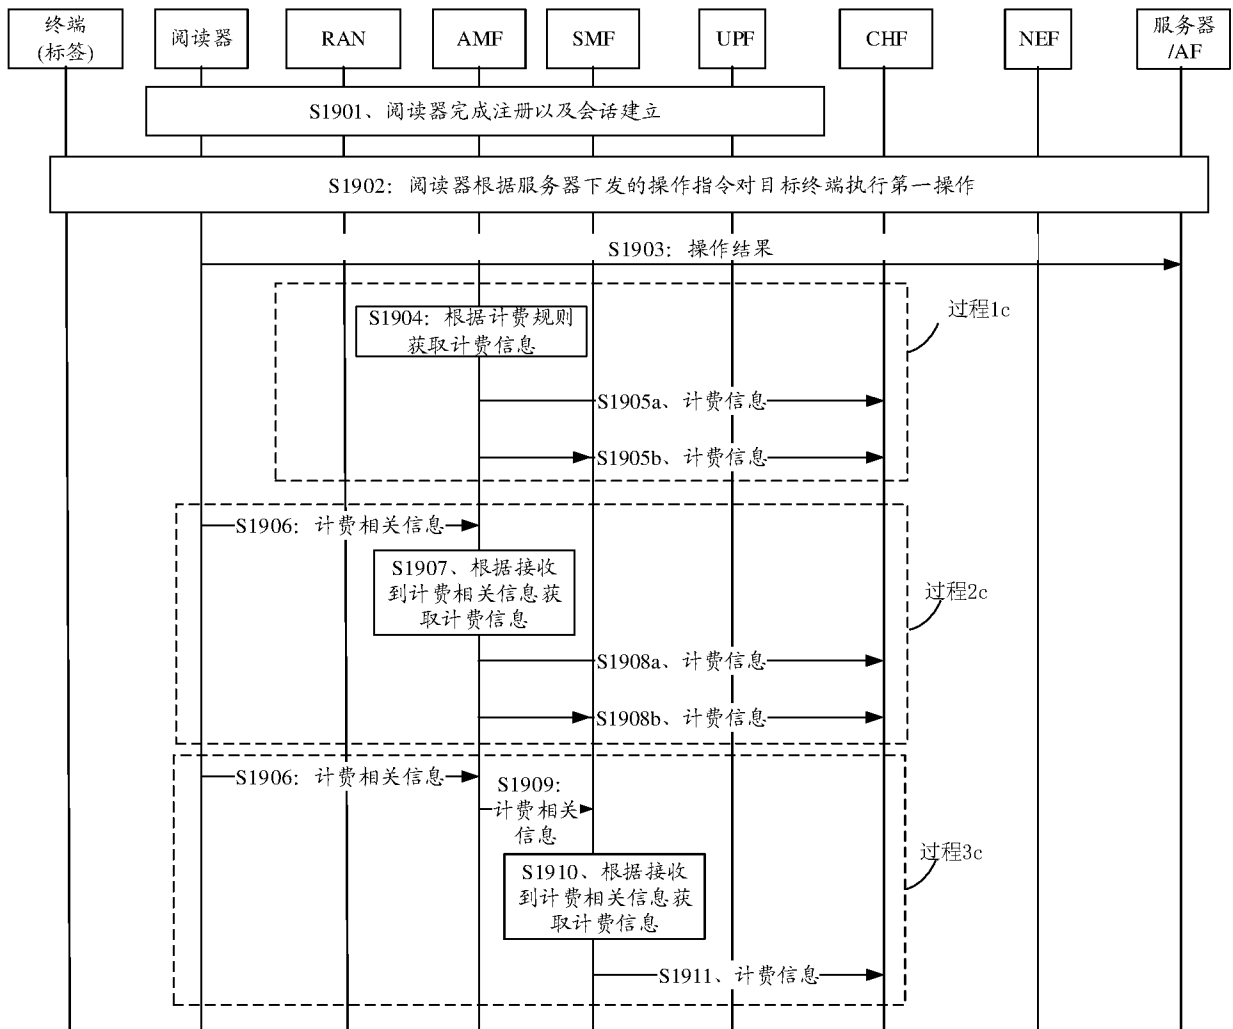 终端
(标签)
阅读器
RAN
AMF
SMF
UPF
CHF
NEF
服务器
/AF
S1901、阅读器完成注册以及会话建立
S1902：阅读器根据服务器下发的操作指令对目标终端执行第一操作
S1903：操作结果
过程1c
S1904：根据计费规则
获取计费信息
S1905a、计费信息
S1905b、计费信息
过程2c
S1906：计费相关信息
S1907、根据接收
到计费相关信息获
取计费信息
S1908a、计费信息
S1908b、计费信息
过程3c
S1906：计费相关信息
S1909：
计费相关
信息
S1910、根据接收
到计费相关信息获
取计费信息
S1911、计费信息